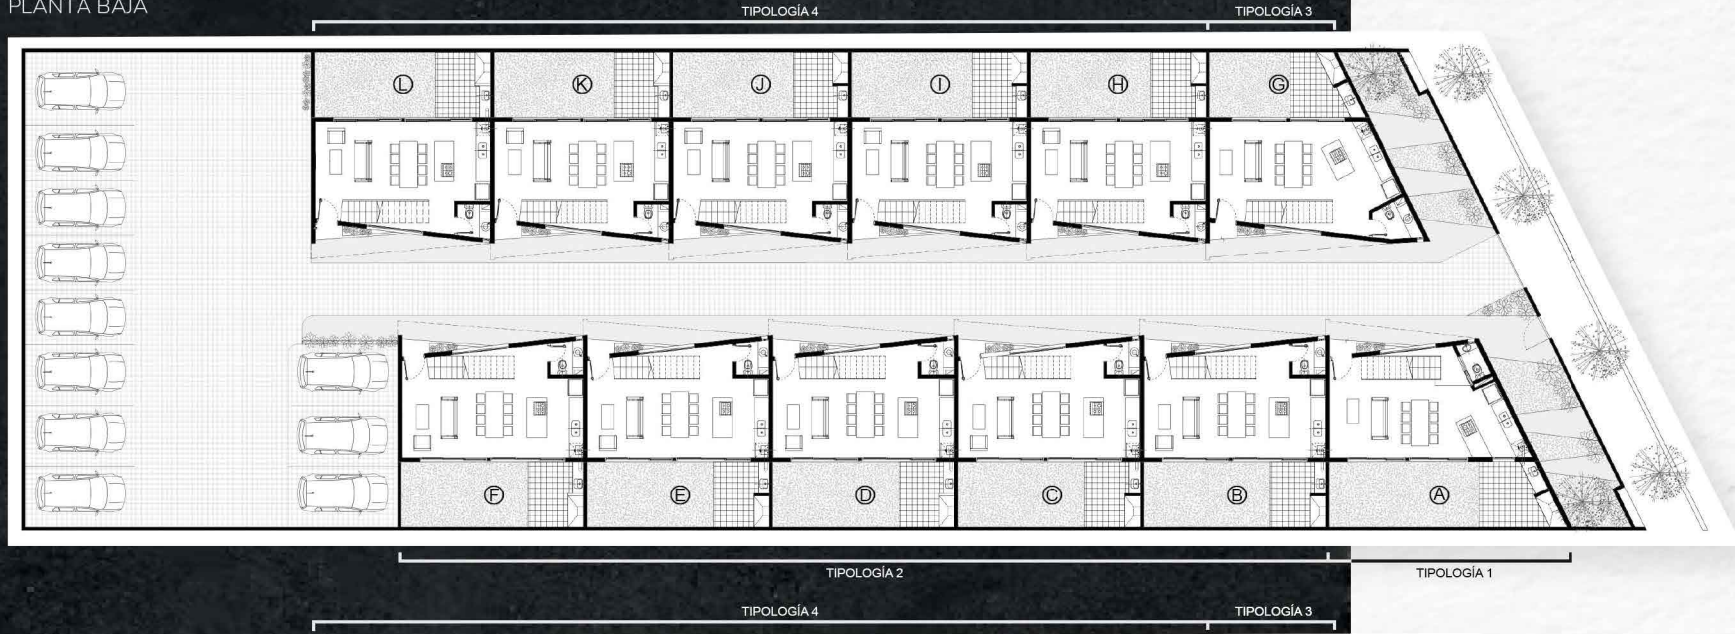 PLANTA BAJA
TIPOLOGÍA 4 TIPOLOGÍA 3
L K J I H G
F E D C B A
TIPOLOGÍA 2 TIPOLOGÍA 1
TIPOLOGÍA 4 TIPOLOGÍA 3